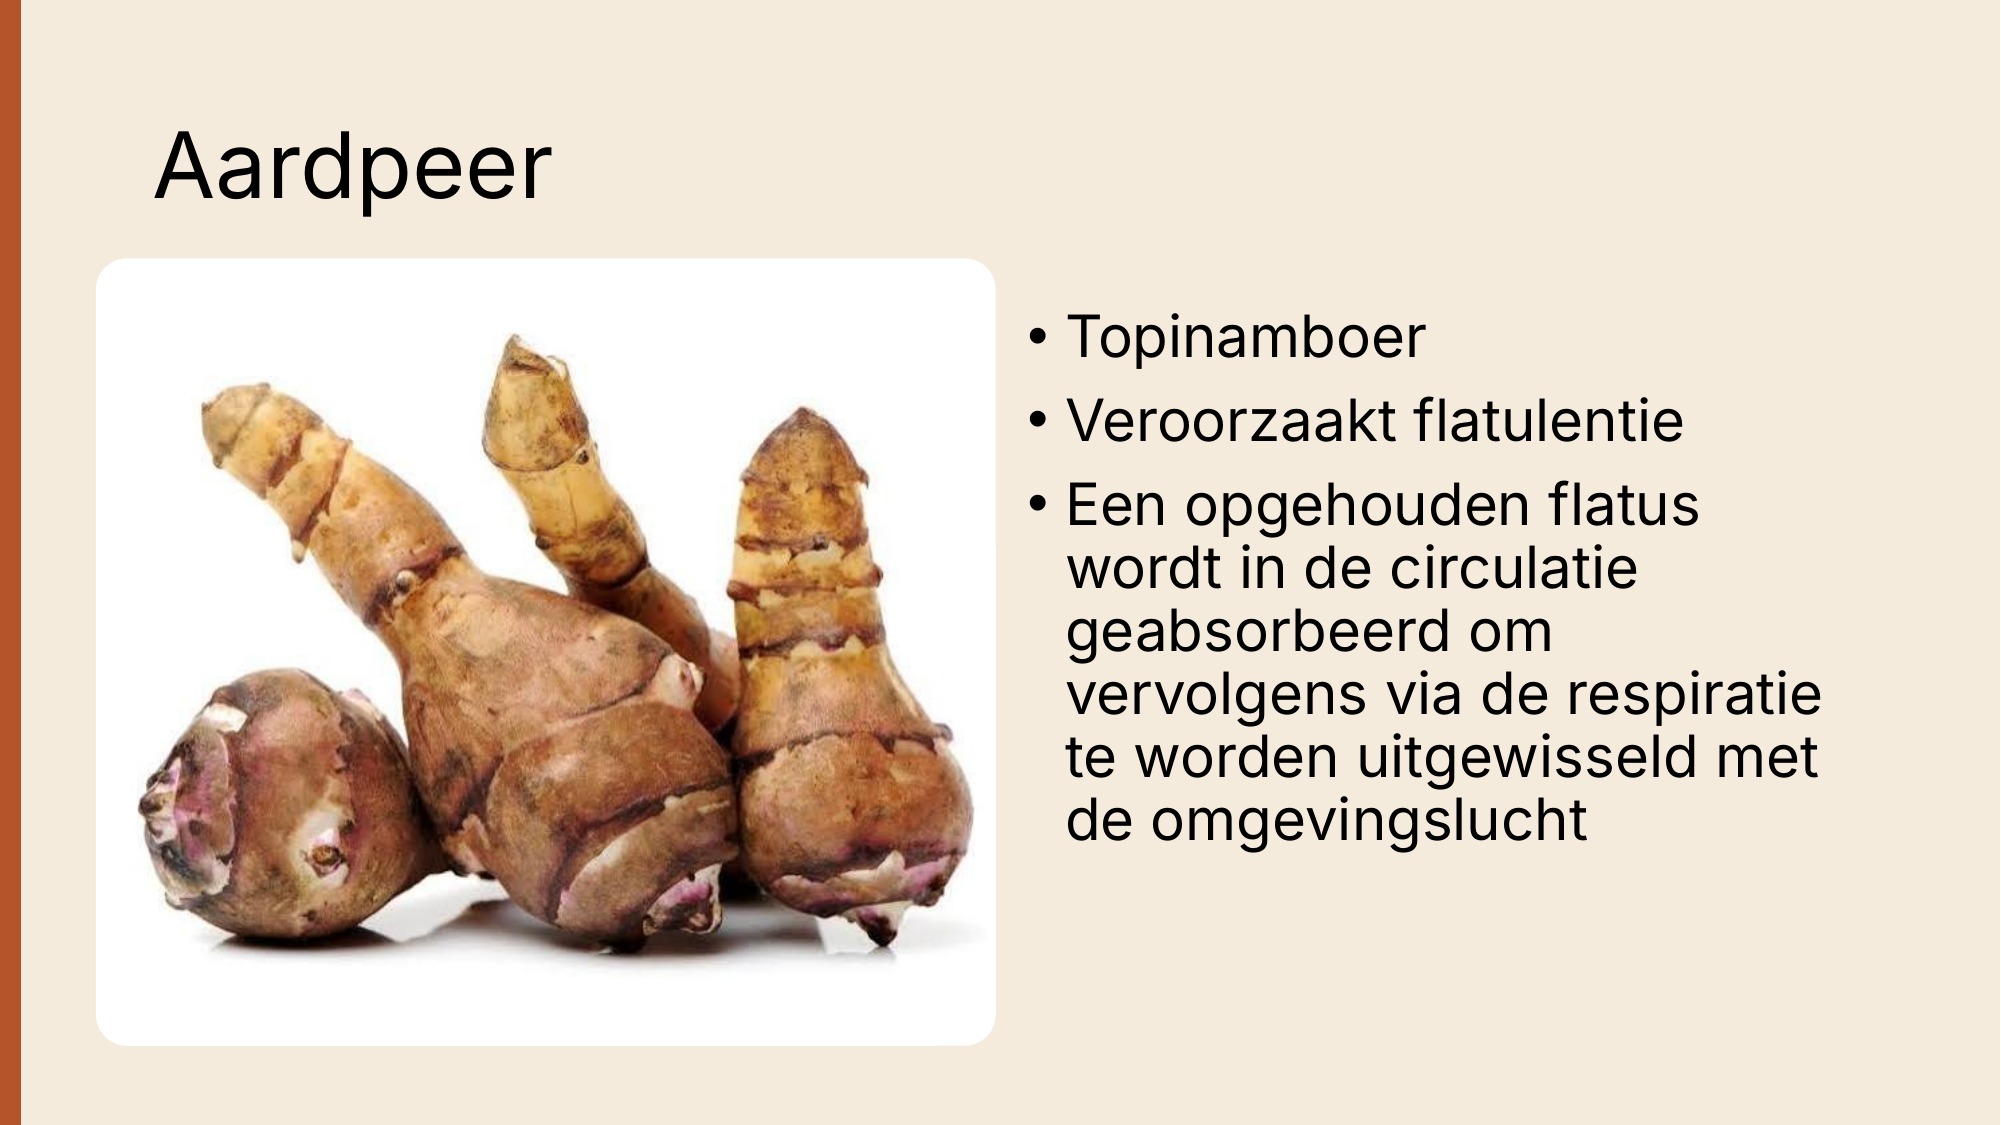 Aardpeer
• Topinamboer
• Veroorzaakt flatulentie
• Een opgehouden flatus
wordt in de circulatie
geabsorbeerd om
vervolgens via de respiratie
te worden uitgewisseld met
de omgevingslucht